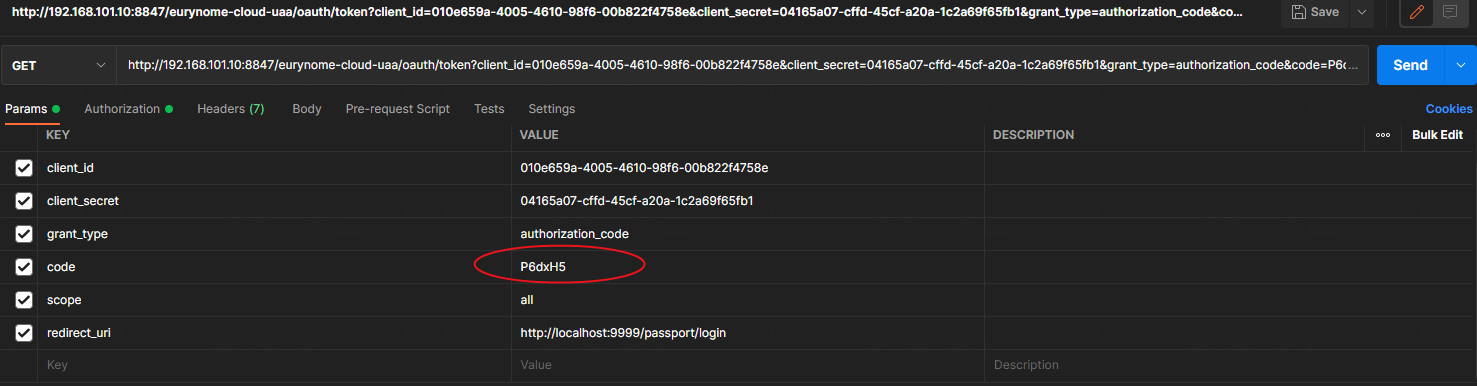 http://192.168.101.10:8847/eurynome-cloud-uaa/oauth/token?client_id=010e659a-4005-4610-98f6-00b822f4758e&client_secret=04165a07-cffd-45cf-a20a-1c2a69f65fb1&grant_type=authorization_code&co... Save
GET http://192.168.101.10:8847/eurynome-cloud-uaa/oauth/token?client_id=010e659a-4005-4610-98f6-00b822f4758e&client_secret=04165a07-cffd-45cf-a20a-1c2a69f65fb1&grant_type=authorization_code&code=P6d... Send
Params Authorization Headers (7) Body Pre-request Script Tests Settings Cookies
KEY VALUE DESCRIPTION ooo Bulk Edit
client_id 010e659a-4005-4610-98f6-00b822f4758e
client_secret 04165a07-cffd-45cf-a20a-1c2a69f65fb1
grant_type authorization_code
code P6dxH5
scope all
redirect_uri http://localhost:9999/passport/login
Key Value Description